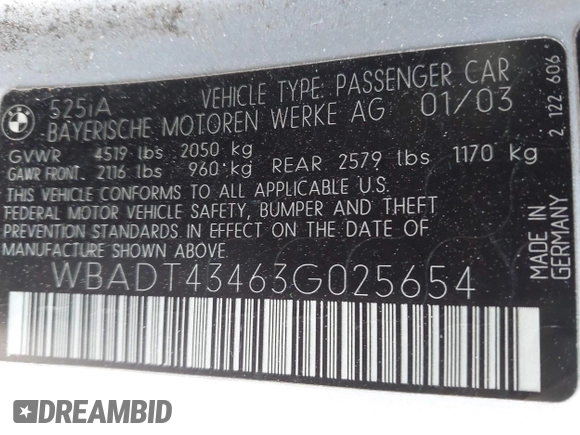 525iA VEHICLE TYPE: PASSENGER CAR
BAYERISCHE MOTOREN WERKE AG 01/03
GVWR 4519 lbs 2050 kg
GAWR FRONT. 2116 lbs 960 kg REAR 2579 lbs 1170 kg
THIS VEHICLE CONFORMS TO ALL APPLICABLE U.S.
FEDERAL MOTOR VEHICLE SAFETY, BUMPER AND THEFT
PREVENTION STANDARDS IN EFFECT ON THE DATE OF
MANUFACTURE SHOWN ABOVE.
WBADT43463G025654
2 122 606
MADE IN
GERMANY
DREAMBID